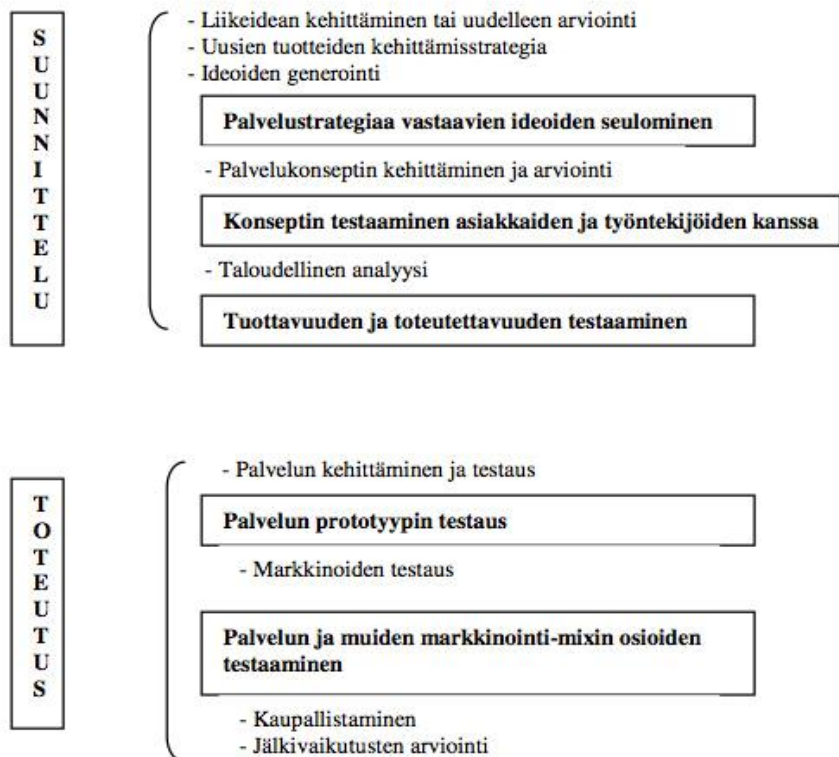 SUUNNITTELU
- Liikeidean kehittäminen tai uudelleen arviointi
- Uusien tuotteiden kehittämisstrategia
- Ideoiden generointi
Palvelustrategiaa vastaavien ideoiden seulominen
- Palvelukonseptin kehittäminen ja arviointi
Konseptin testaaminen asiakkaiden ja työntekijöiden kanssa
- Taloudellinen analyysi
Tuottavuuden ja toteutettavuuden testaaminen
TOTEUTUS
- Palvelun kehittäminen ja testaus
Palvelun prototyypin testaus
- Markkinoiden testaus
Palvelun ja muiden markkinointi-mixin osioiden
testaaminen
- Kaupallistaminen
- Jälkivaikutusten arviointi